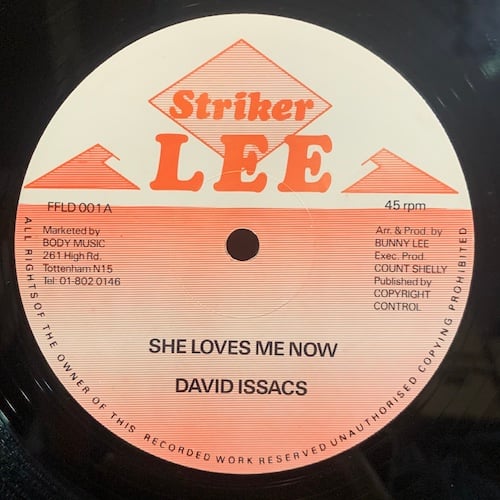 Striker
LEE
FFLD 001A
45 rpm
Marketed by
BODY MUSIC
261 High Rd.
Tottenham N15
Tel: 01-802 0146
Arr. & Prod. by
BUNNY LEE
Exec. Prod.
COUNT SHELLY
Published by
COPYRIGHT
CONTROL
SHE LOVES ME NOW
DAVID ISSACS
ALL RIGHTS OF THE OWNER OF THIS RECORDED WORK RESERVED UNAUTHORISED COPYING PROHIBITED